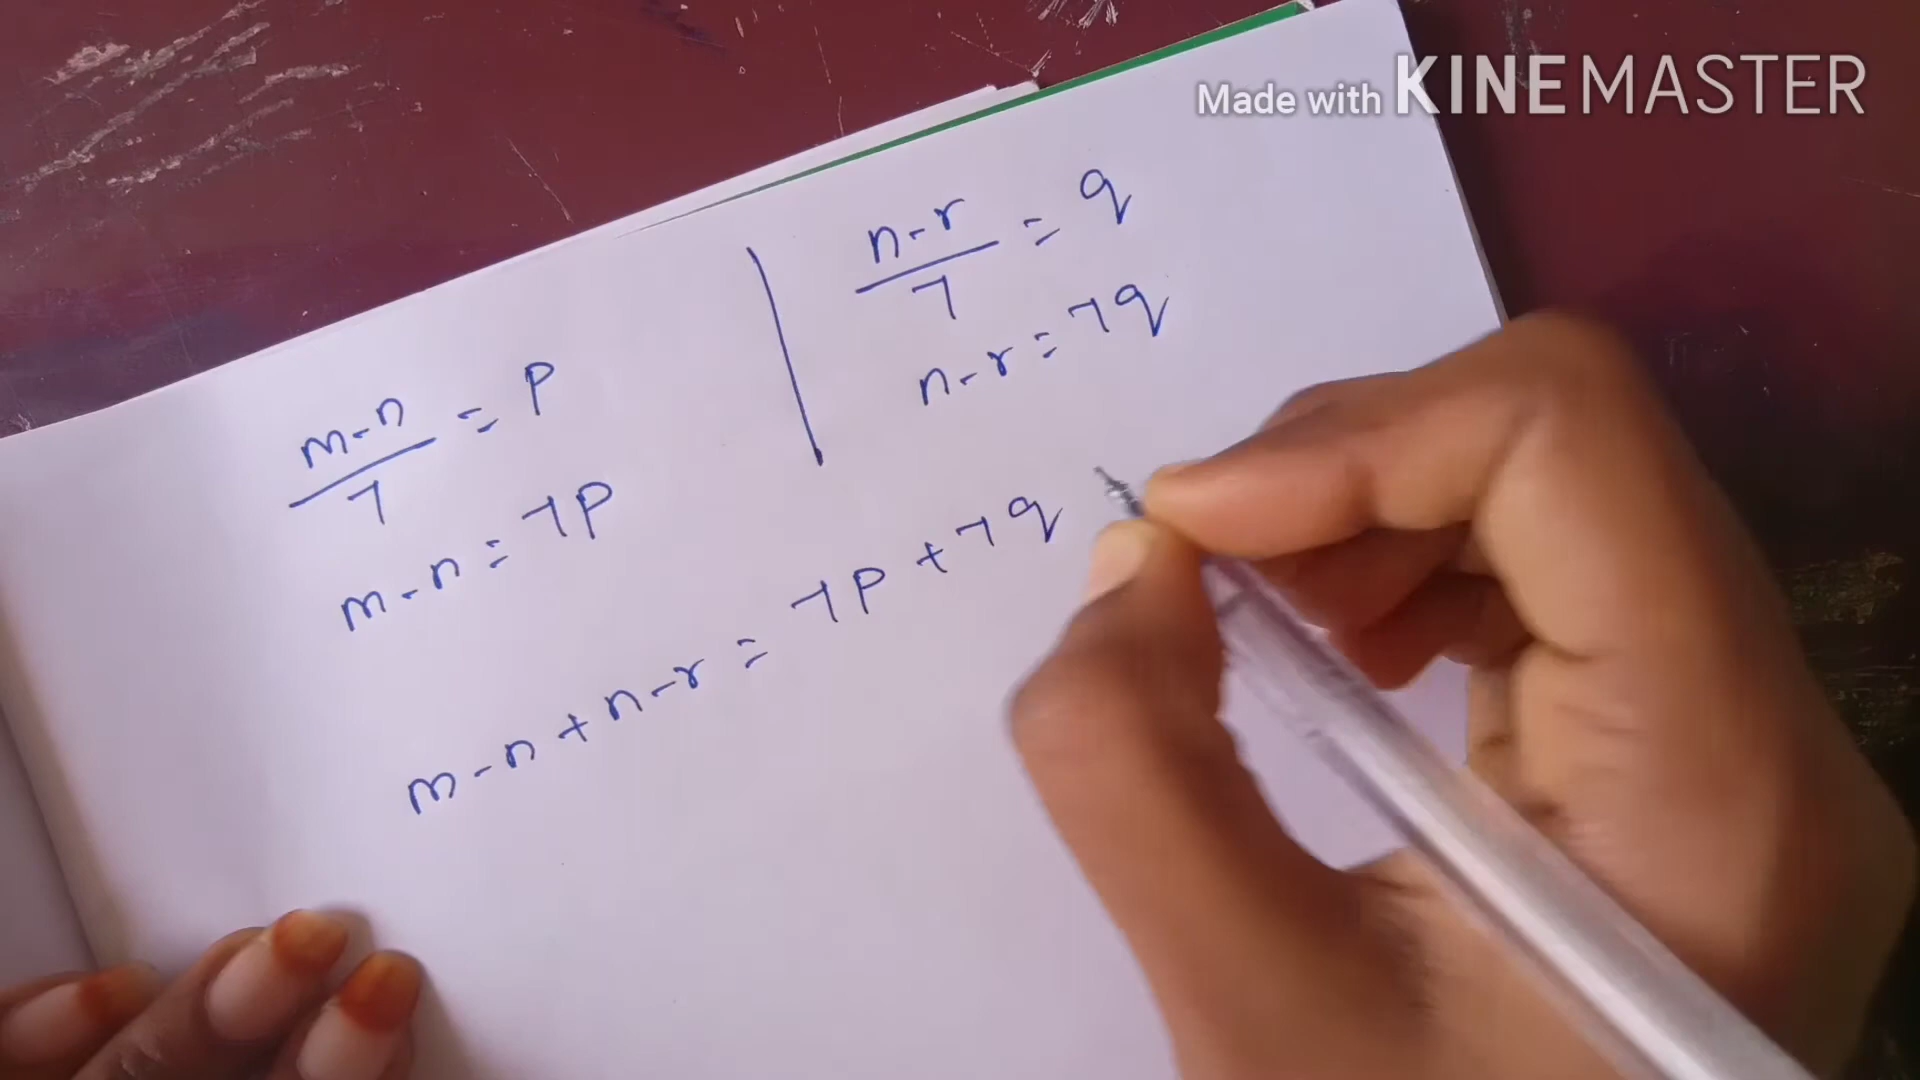 Made with KINEMASTER
m-n/7 = P
m-n = 7P
n-r/7 = q
n-r = 7q
m-n+n-r = 7P+7q